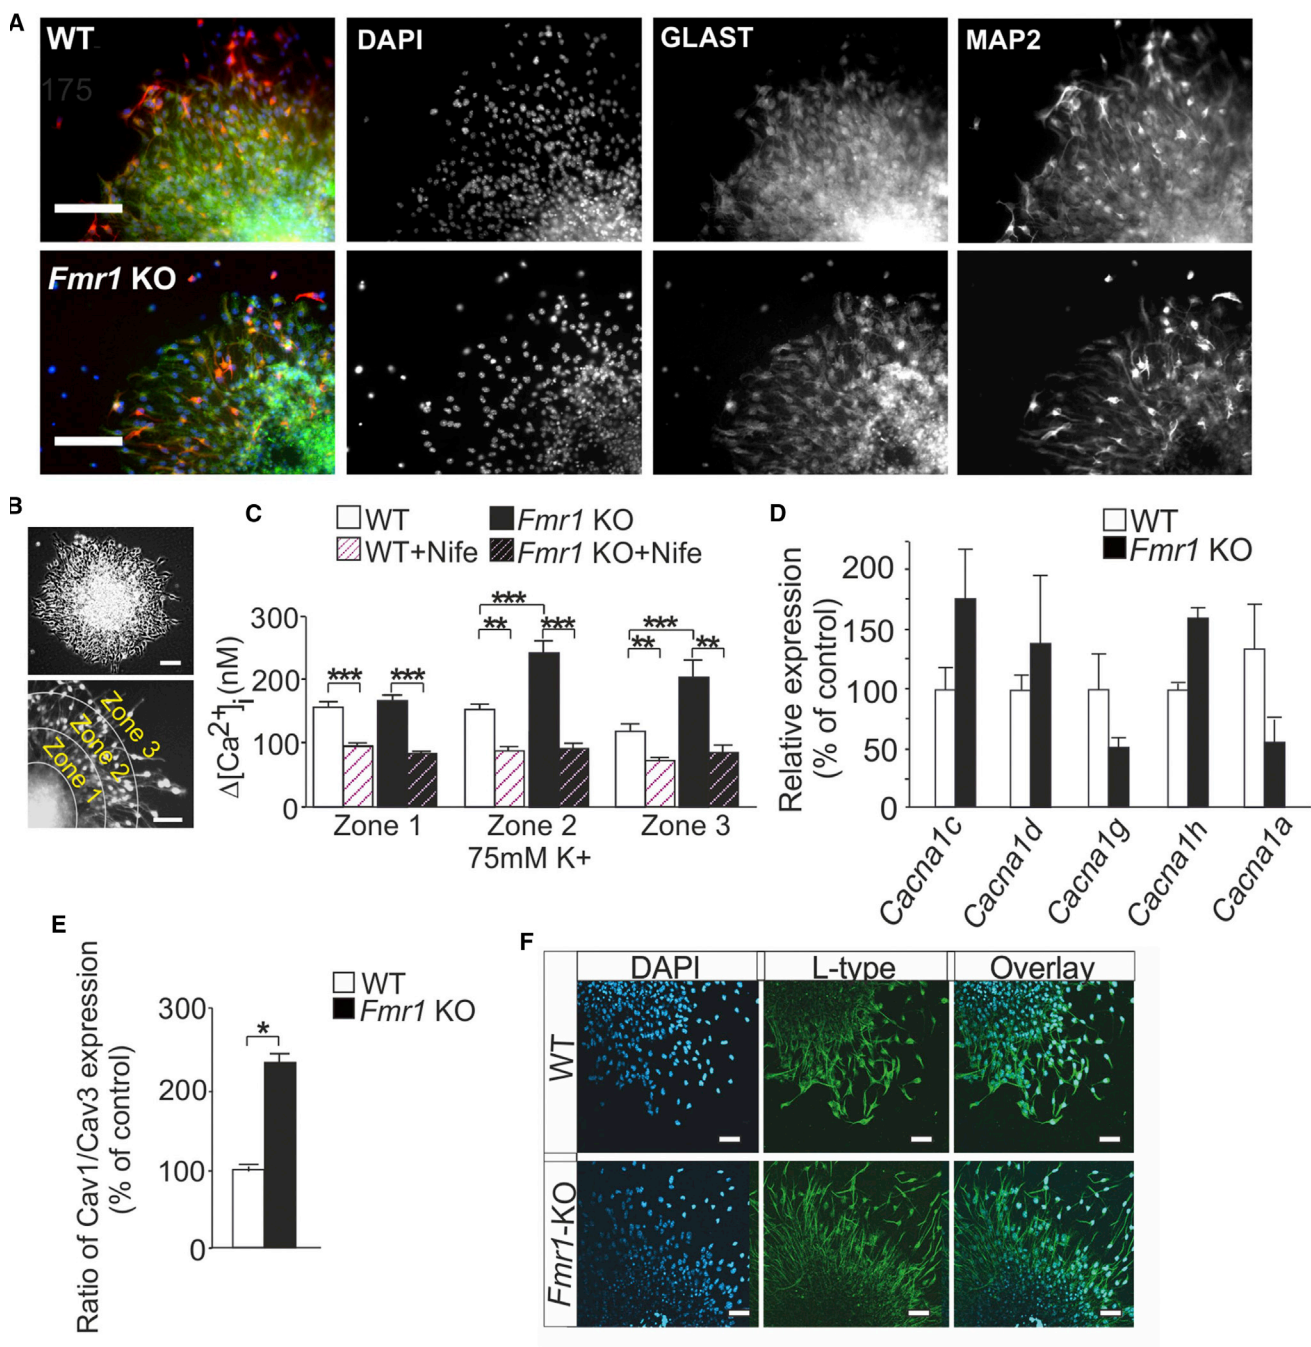 A
WT
DAPI
GLAST
MAP2
175
Fmr1 KO
B
Zone 3
Zone 2
Zone 1
C
WT
Fmr1 KO
WT+Nife
Fmr1 KO+Nife
Δ[Ca2+]i (nM)
300
200
100
0
***
***
***
**
***
***
**
**
Zone 1
Zone 2
Zone 3
75mM K+
D
WT
Fmr1 KO
Relative expression
(% of control)
200
150
100
50
0
Cacna1c
Cacna1d
Cacna1g
Cacna1h
Cacna1a
E
WT
Fmr1 KO
Ratio of Cav1/Cav3 expression
(% of control)
300
200
100
0
*
F
DAPI
L-type
Overlay
WT
Fmr1-KO